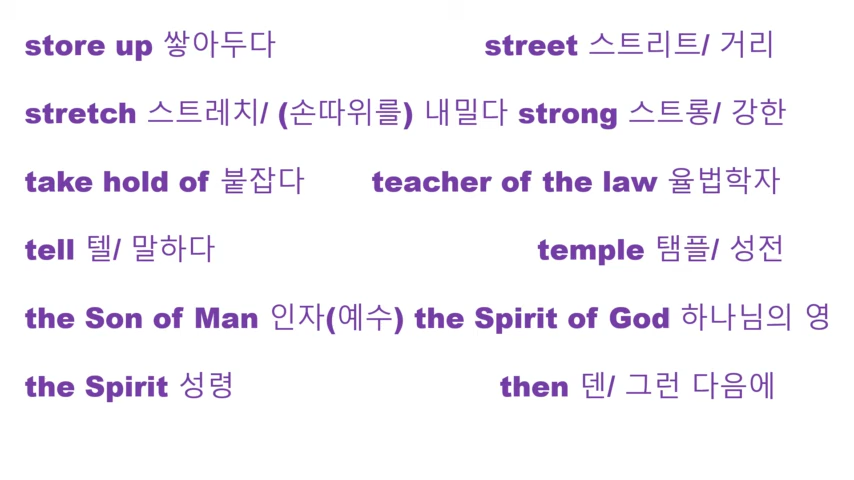 store up 쌓아두다 street 스트리트/ 거리
stretch 스트레치/ (손따위를) 내밀다 strong 스트롱/ 강한
take hold of 붙잡다 teacher of the law 율법학자
tell 텔/ 말하다 temple 탬플/ 성전
the Son of Man 인자(예수) the Spirit of God 하나님의 영
the Spirit 성령 then 덴/ 그런 다음에